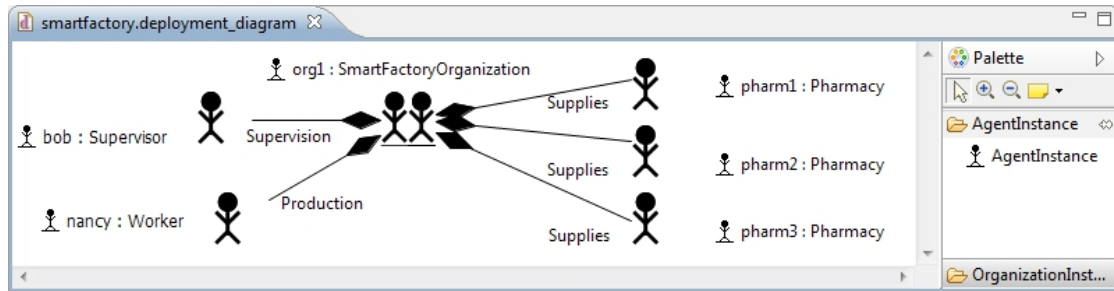 smartfactory.deployment_diagram
org1 : SmartFactoryOrganization
Supplies
pharm1 : Pharmacy
bob : Supervisor
Supervision
Supplies
pharm2 : Pharmacy
nancy : Worker
Production
Supplies
pharm3 : Pharmacy
Palette
AgentInstance
AgentInstance
OrganizationInst...